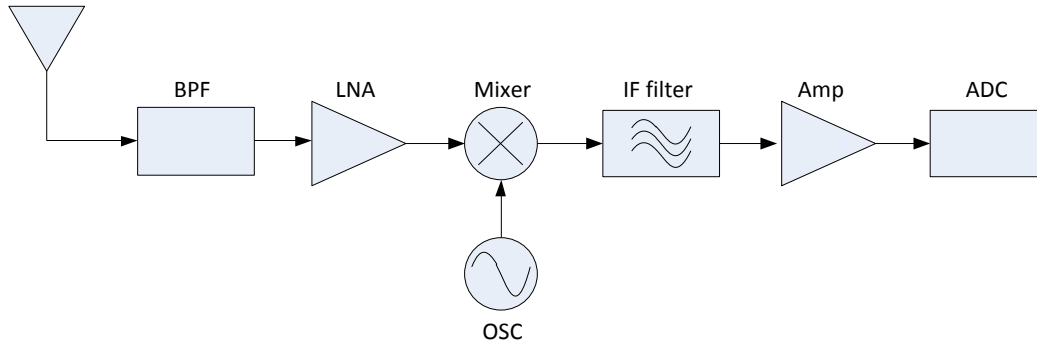 BPF
LNA
Mixer
IF filter
Amp
ADC
OSC